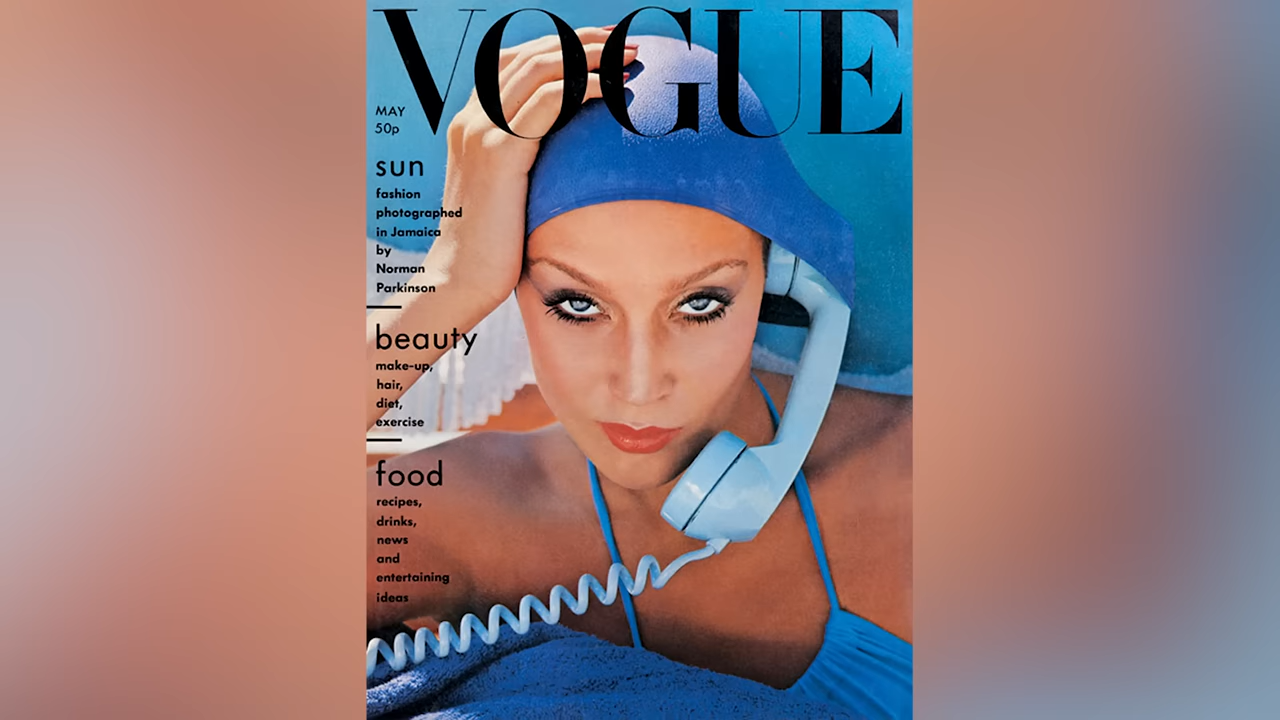 VOGUE
MAY
50p
sun
fashion
photographed
in Jamaica
by
Norman
Parkinson
beauty
make-up,
hair,
diet,
exercise
food
recipes,
drinks,
news
and
entertaining
ideas